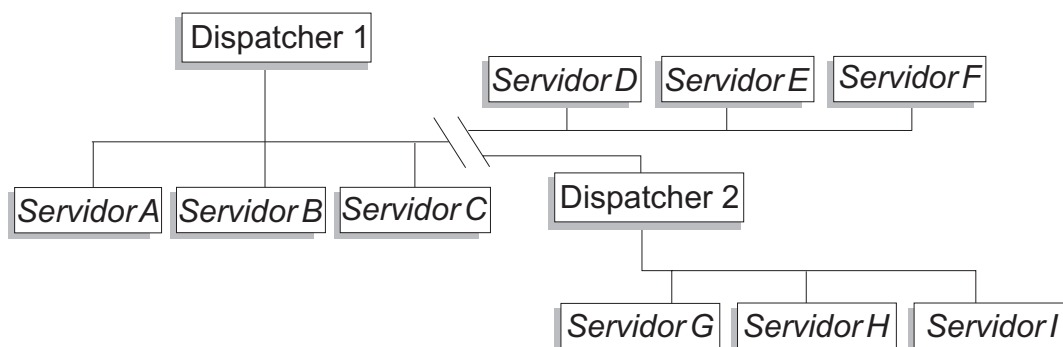 Dispatcher 1
Servidor D
Servidor E
Servidor F
Servidor A
Servidor B
Servidor C
Dispatcher 2
Servidor G
Servidor H
Servidor I